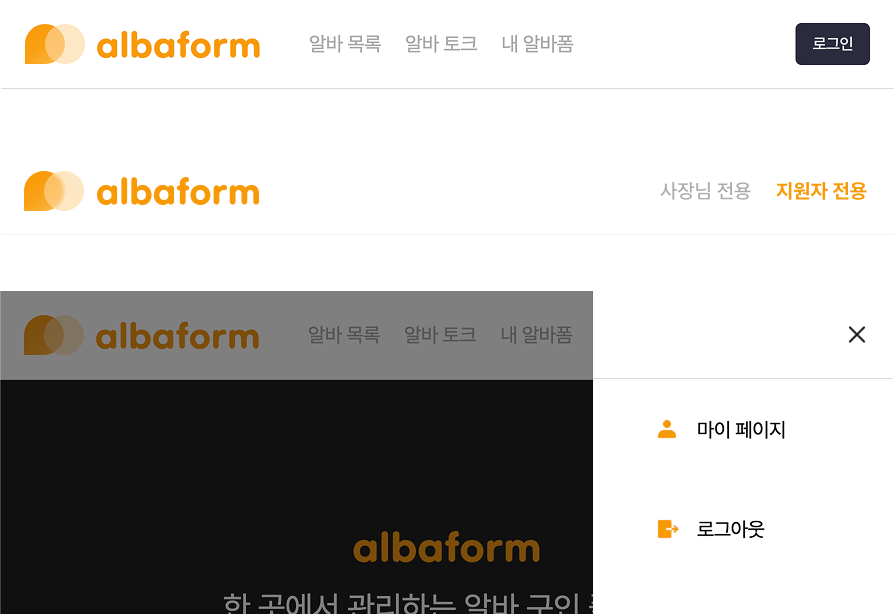 albaform 알바 목록 알바 토크 내 알바폼 로그인
albaform 사장님 전용 지원자 전용
albaform 알바 목록 알바 토크 내 알바폼
마이 페이지
로그아웃
albaform
한 곳에서 관리하는 알바 구인